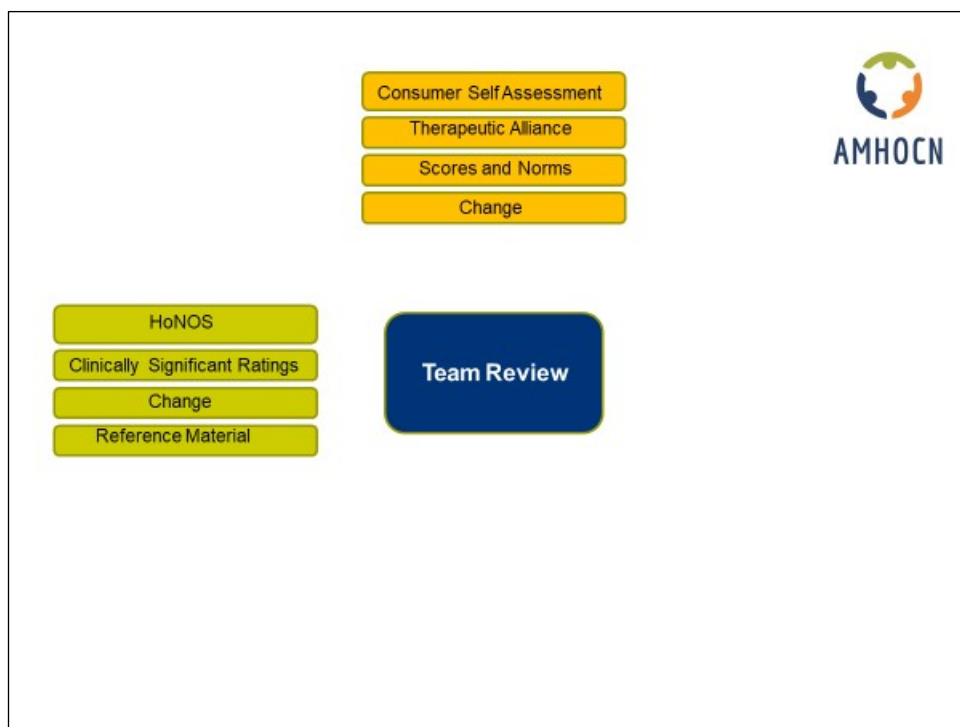 Consumer Self Assessment
Therapeutic Alliance
Scores and Norms
Change
AMHOCN
HoNOS
Clinically Significant Ratings
Change
Reference Material
Team Review